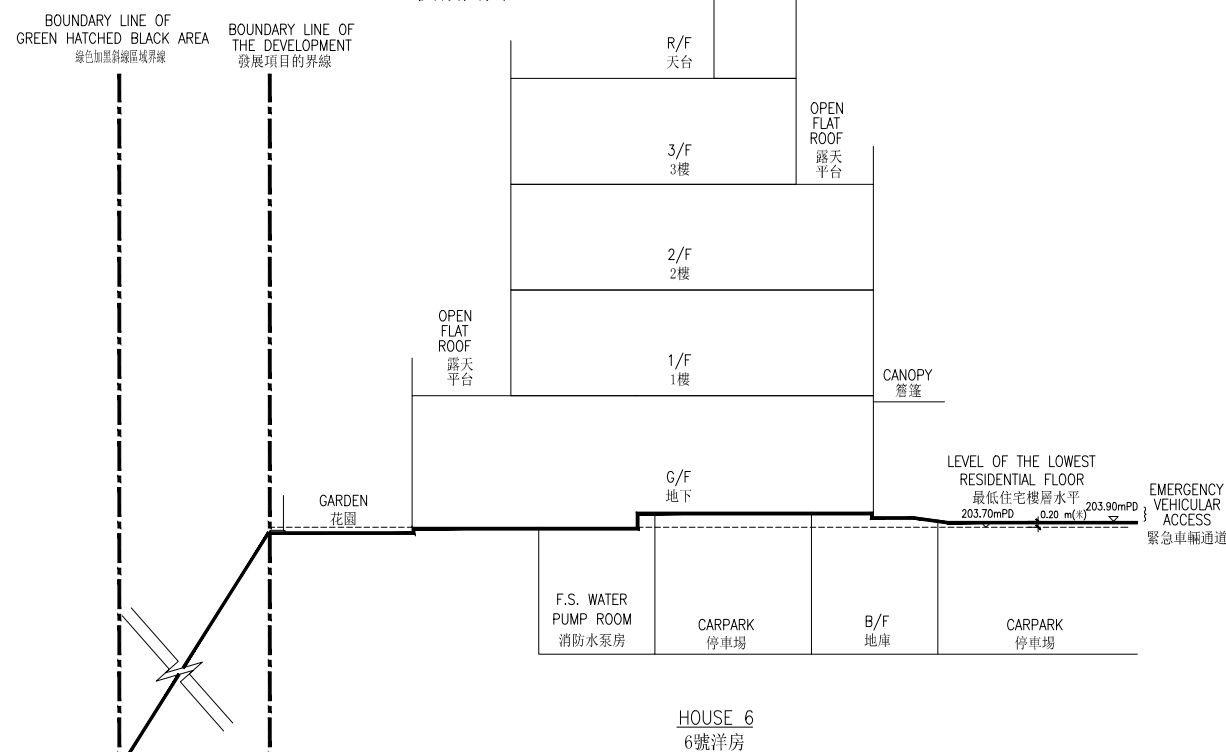 BOUNDARY LINE OF
GREEN HATCHED BLACK AREA
綠色加黑斜線區域界線
BOUNDARY LINE OF
THE DEVELOPMENT
發展項目的界線
R/F
天台
OPEN
FLAT
ROOF
露天
平台
3/F
3樓
2/F
2樓
OPEN
FLAT
ROOF
露天
平台
1/F
1樓
CANOPY
簷篷
GARDEN
花園
G/F
地下
LEVEL OF THE LOWEST
RESIDENTIAL FLOOR
最低住宅樓層水平
203.70mPD
0.20 m(米)
203.90mPD
EMERGENCY
VEHICULAR
ACCESS
緊急車輛通道
F.S. WATER
PUMP ROOM
消防水泵房
CARPARK
停車場
B/F
地庫
CARPARK
停車場
HOUSE 6
6號洋房